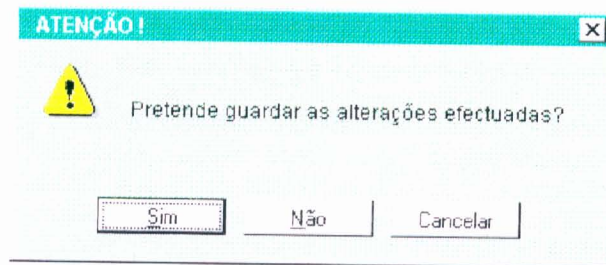 ATENÇÃO!
Pretende guardar as alterações efectuadas?
Sim Não Cancelar